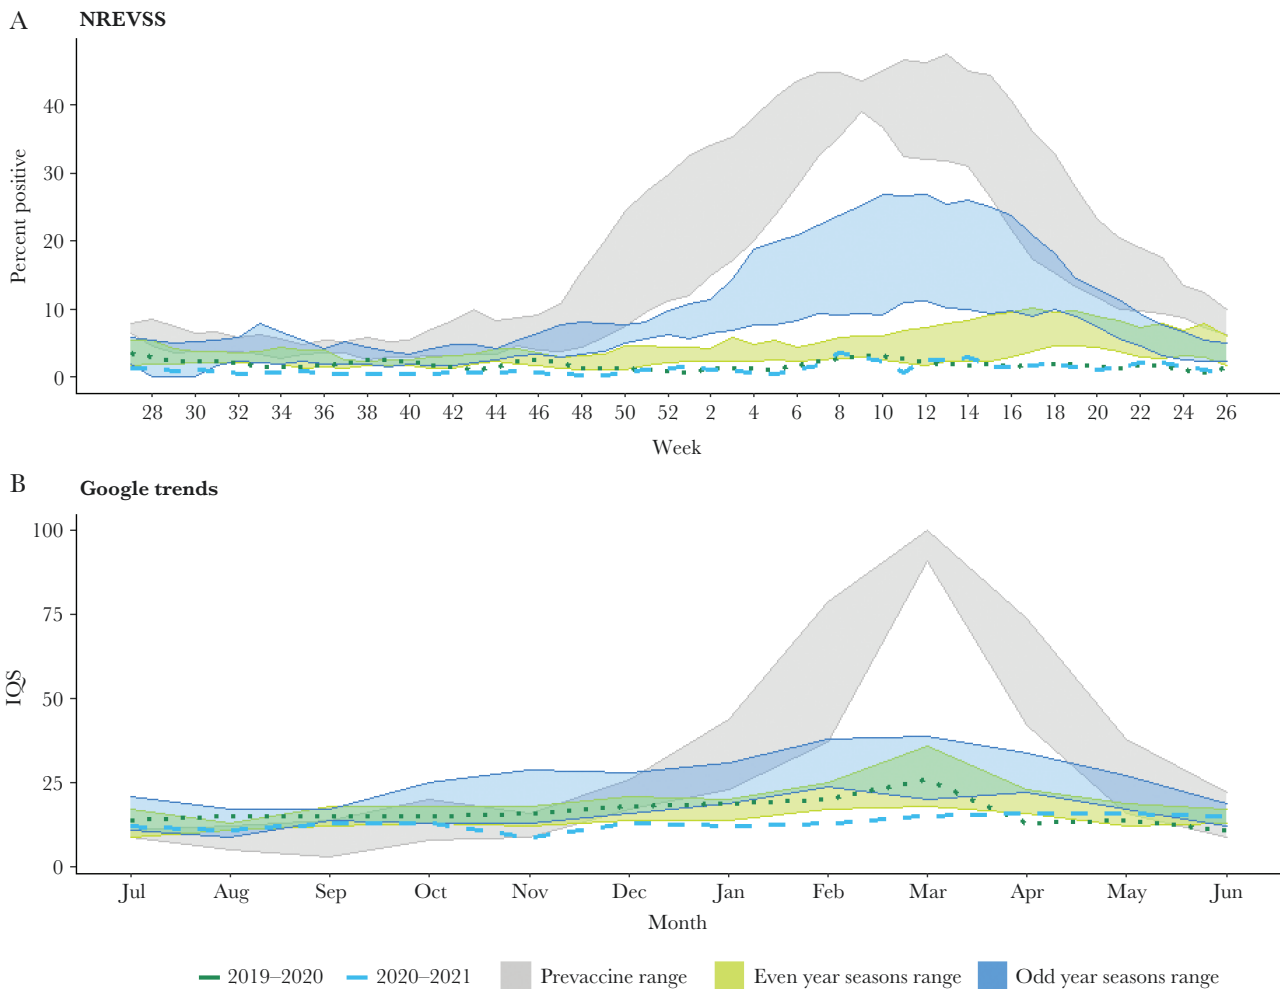 A
NREVSS
Percent positive
40
30
20
10
0
28 30 32 34 36 38 40 42 44 46 48 50 52 2 4 6 8 10 12 14 16 18 20 22 24 26
Week
B
Google trends
IQS
100
75
50
25
0
Jul Aug Sep Oct Nov Dec Jan Feb Mar Apr May Jun
Month
2019–2020 2020–2021 Prevaccine range Even year seasons range Odd year seasons range